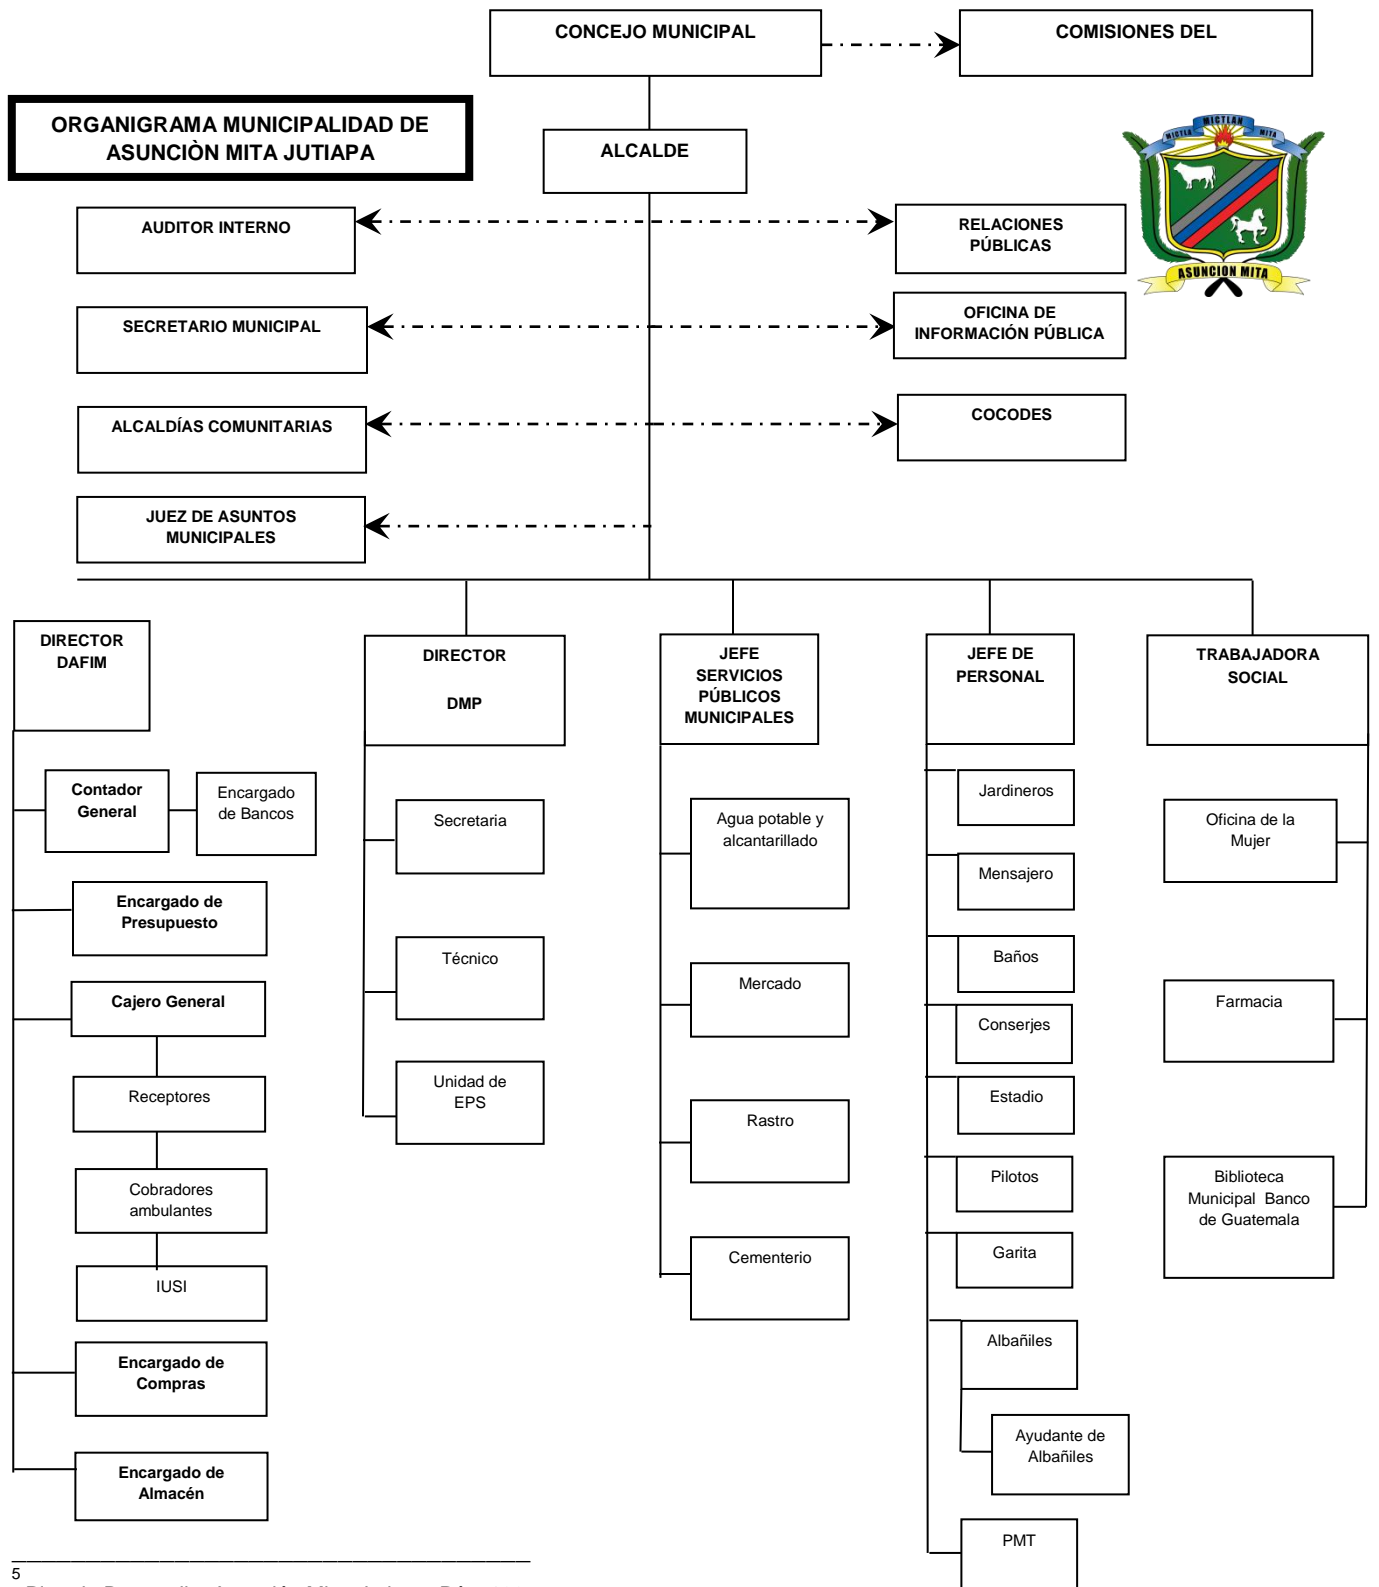 CONCEJO MUNICIPAL
COMISIONES DEL
ORGANIGRAMA MUNICIPALIDAD DE
ASUNCIÒN MITA JUTIAPA
ALCALDE
MICTLA
MICTLAN
MITA
ASUNCION MITA
AUDITOR INTERNO
RELACIONES
PÚBLICAS
SECRETARIO MUNICIPAL
OFICINA DE
INFORMACIÓN PÚBLICA
ALCALDÍAS COMUNITARIAS
COCODES
JUEZ DE ASUNTOS
MUNICIPALES
DIRECTOR
DAFIM
Contador
General
Encargado
de Bancos
Encargado de
Presupuesto
Cajero General
Receptores
Cobradores
ambulantes
IUSI
Encargado de
Compras
Encargado de
Almacén
DIRECTOR
DMP
Secretaria
Técnico
Unidad de
EPS
JEFE
SERVICIOS
PÚBLICOS
MUNICIPALES
Agua potable y
alcantarillado
Mercado
Rastro
Cementerio
JEFE DE
PERSONAL
Jardineros
Mensajero
Baños
Conserjes
Estadio
Pilotos
Garita
Albañiles
Ayudante de
Albañiles
PMT
TRABAJADORA
SOCIAL
Oficina de la
Mujer
Farmacia
Biblioteca
Municipal Banco
de Guatemala
5